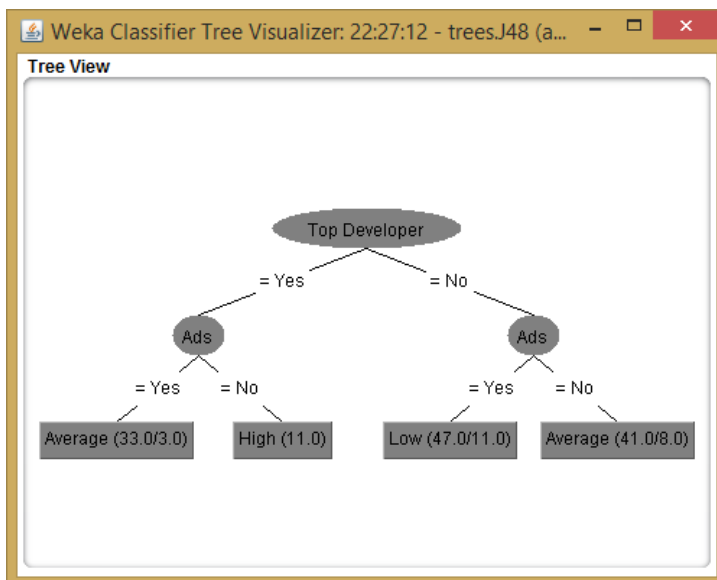 Weka Classifier Tree Visualizer: 22:27:12 - trees.J48 (a...
Tree View
Top Developer
= Yes
= No
Ads
Ads
= Yes
= No
= Yes
= No
Average (33.0/3.0)
High (11.0)
Low (47.0/11.0)
Average (41.0/8.0)